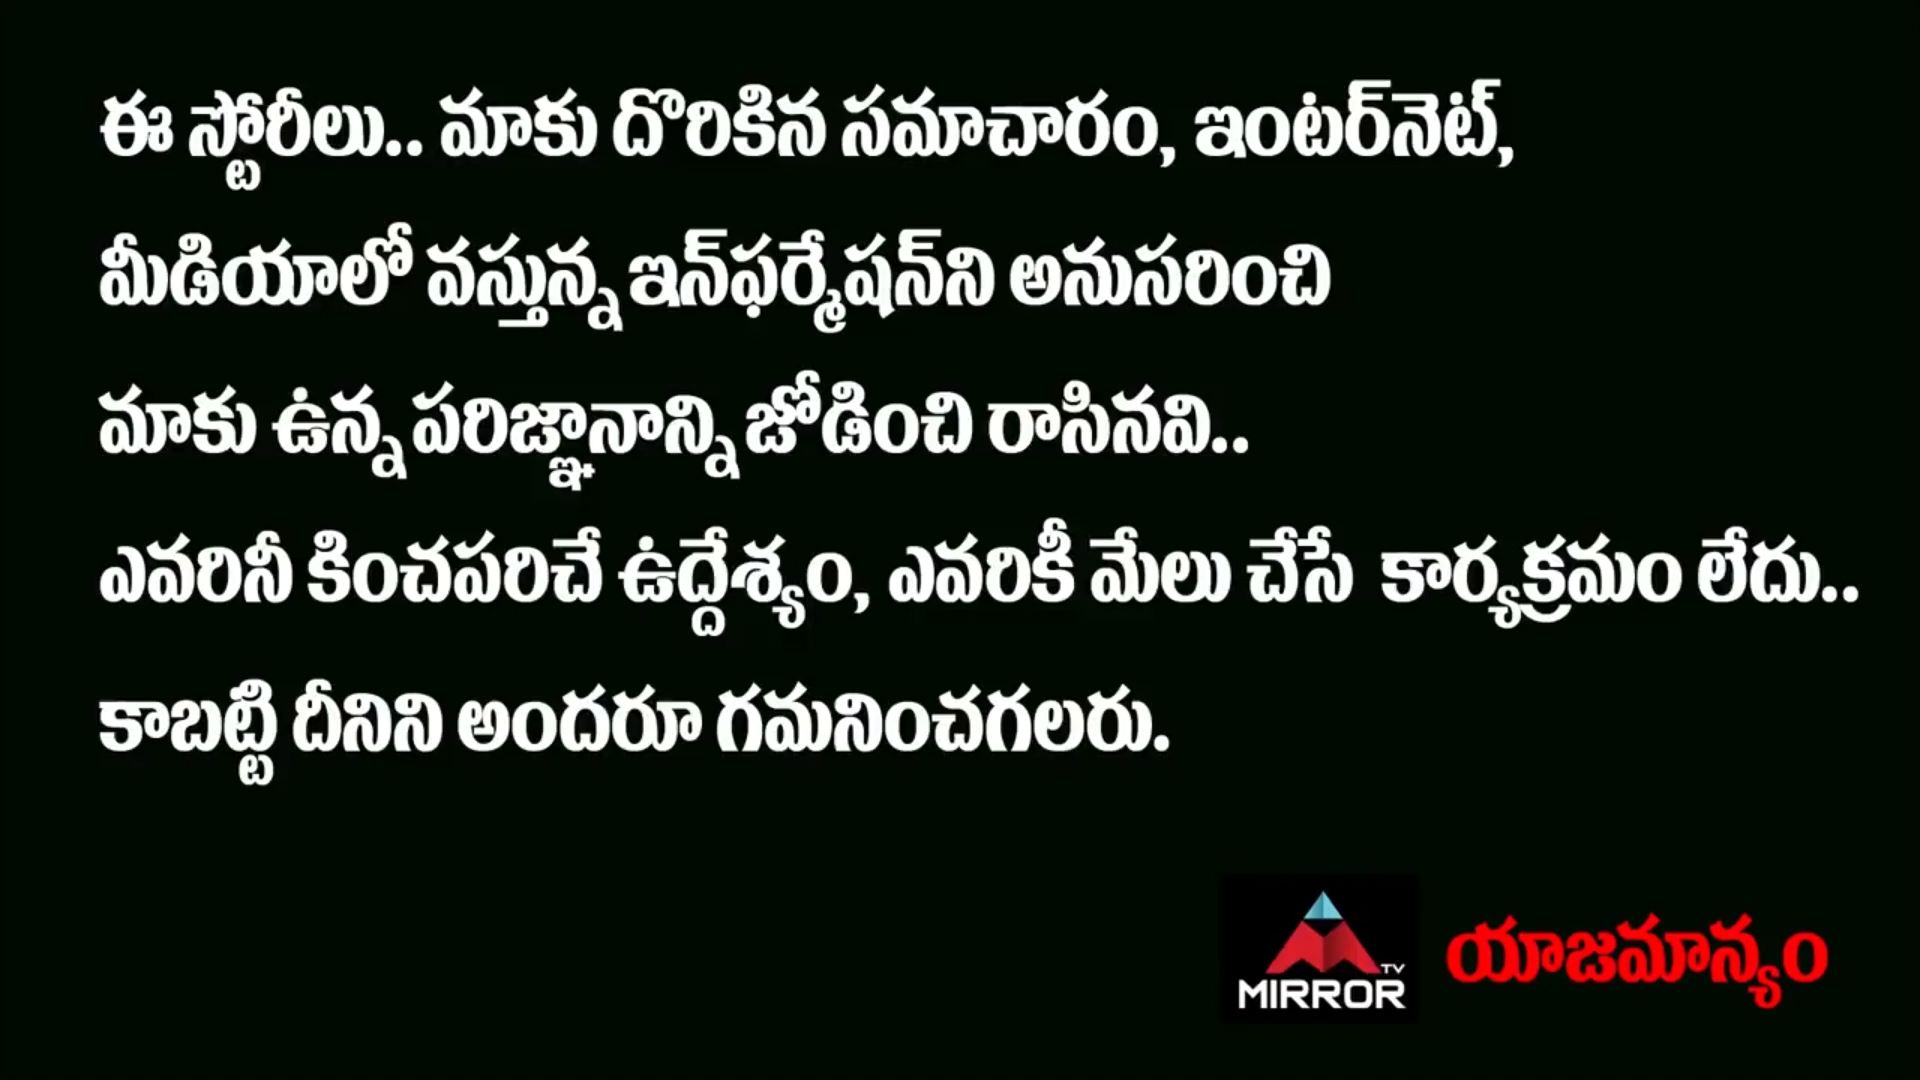 ఈ స్టోరీలు.. మాకు దొరికిన సమాచారం, ఇంటర్‌నెట్,
మీడియాలో వస్తున్న ఇన్‌ఫర్మేషన్‌ని అనుసరించి
మాకు ఉన్న పరిజ్ఞానాన్ని జోడించి రాసినవి..
ఎవరినీ కించపరిచే ఉద్దేశ్యం, ఎవరికీ మేలు చేసే కార్యక్రమం లేదు..
కాబట్టి దీనిని అందరూ గమనించగలరు.
TV
MIRROR
యాజమాన్యం